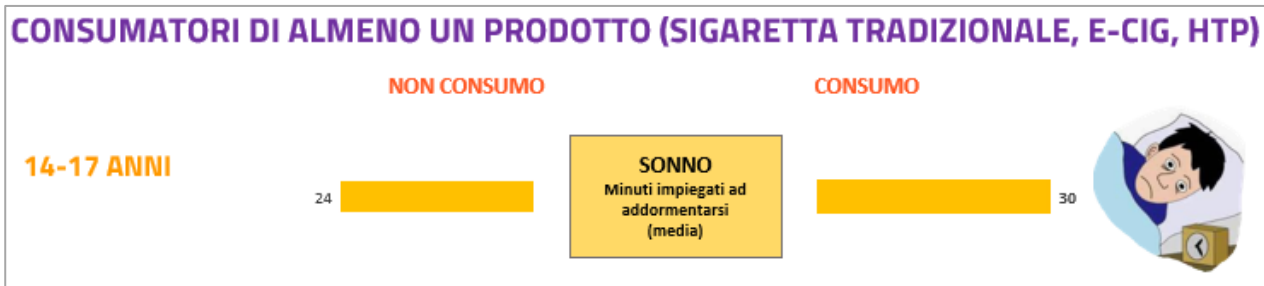 CONSUMATORI DI ALMENO UN PRODOTTO (SIGARETTA TRADIZIONALE, E-CIG, HTP)
NON CONSUMO
CONSUMO
14-17 ANNI
24
SONNO
Minuti impiegati ad
addormentarsi
(media)
30